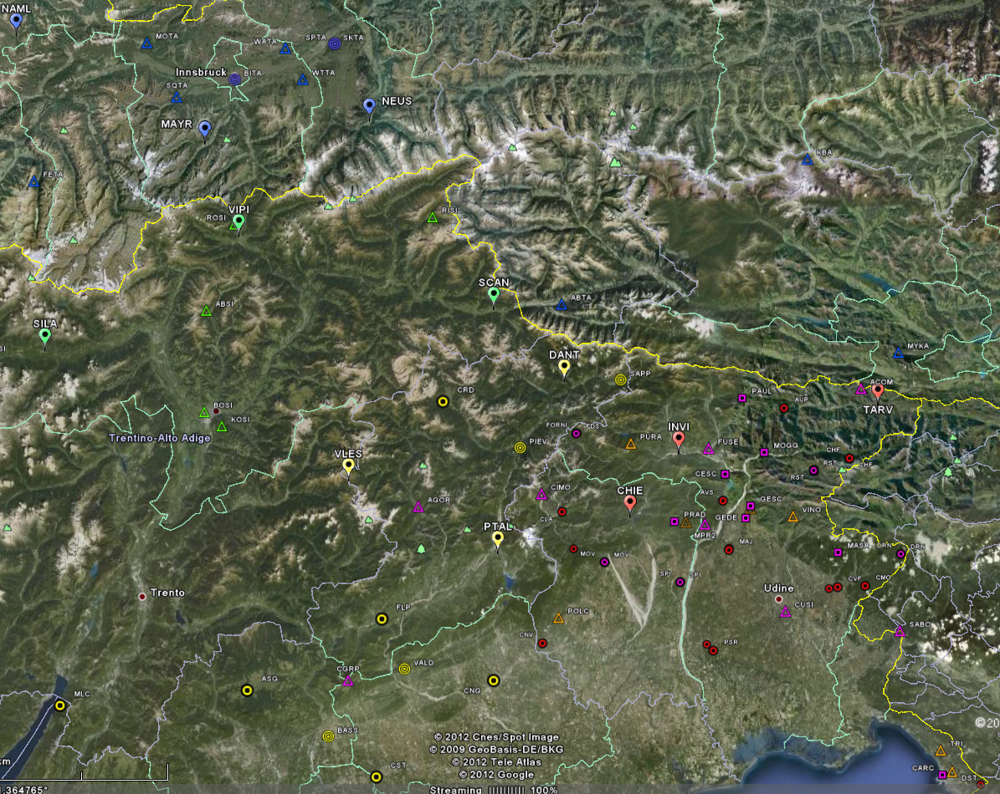 NAML
MOTA
WATA
SPTA
SKTA
Innsbruck
BITA
WTTA
SQTA
NEUS
MAYR
KBA
FETA
VIPI
ROSI
RISI
SCAN
ABTA
ABSI
SILA
SI
MYKA
DANT
SAPP
ACOM
TARV
CRD
PAUL
AUP
BOSI
KOSI
Trentino-Alto Adige
FORNI
FDS
PURA
INVI
FUSE
MOGG
PIEV
VLES
CHF
CHF
RST
RST
CESC
CIMO
CHIE
AVS
GESC
AGOR
CLA
PRAD
GEDE
VINO
MPR2
PTAL
MAJ
MASA
DRN
DRN
MOV
MOV
SPI
SPI
CVF
CMO
Trento
Udine
CUSI
FLP
POLC
SABO
CNV
PSR
VALD
CGRP
ASG
CNG
MLC
BASS
©20
© 2012 Cnes/Spot Image
© 2009 GeoBasis-DE/BKG
© 2012 Tele Atlas
© 2012 Google
TRI
CARC
DST
CST
km
1.364765°
Streaming |||||||||| 100%